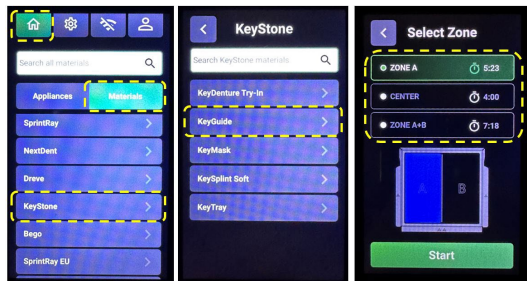 Search all materials
Appliances
Materials
SprintRay
NextDent
Dreve
KeyStone
Bego
SprintRay EU
KeyStone
Search KeyStone materials
KeyDenture Try-In
KeyGuide
KeyMask
KeySplint Soft
KeyTray
Select Zone
ZONE A 5:23
CENTER 4:00
ZONE A+B 7:18
A B
Start